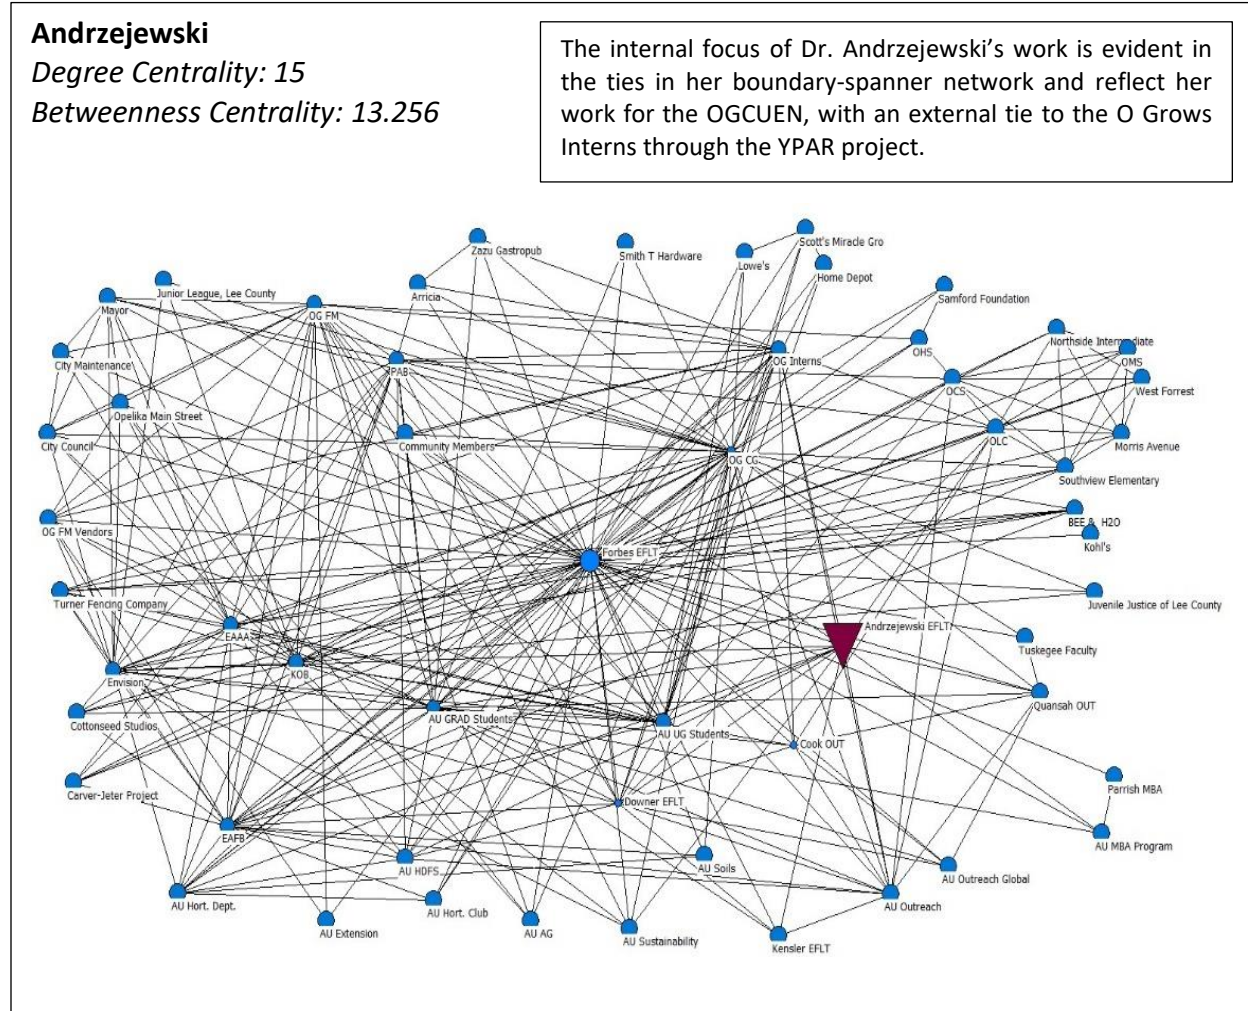 Andrzejewski
Degree Centrality: 15
Betweenness Centrality: 13.256
The internal focus of Dr. Andrzejewski’s work is evident in
the ties in her boundary-spanner network and reflect her
work for the OGCUEN, with an external tie to the O Grows
Interns through the YPAR project.
Scott's Miracle Gro
Zazu Gastropub
Smith T Hardware
Lowe's
Home Depot
Junior League, Lee County
Arricia
Samford Foundation
Mayor
OG FM
Northside Intermediate
OHS
OG Interns
OMS
City Maintenance
PAB
OCS
West Forrest
Opelika Main Street
City Council
Community Members
OLC
Morris Avenue
OG CG
Southview Elementary
OG FM Vendors
BEE & H2O
Kohl's
Forbes EFLT
Turner Fencing Company
Juvenile Justice of Lee County
Andrzejewski EFLT
EAAA
Tuskegee Faculty
KOB
Envision
Quansah OUT
Cottonseed Studios
AU GRAD Students
AU UG Students
Cook OUT
Parrish MBA
Carver-Jeter Project
Downer EFLT
EAFB
AU MBA Program
AU HDFS
AU Soils
AU Outreach Global
AU Hort. Dept.
AU Hort. Club
AU Outreach
AU Extension
AU AG
AU Sustainability
Kensler EFLT